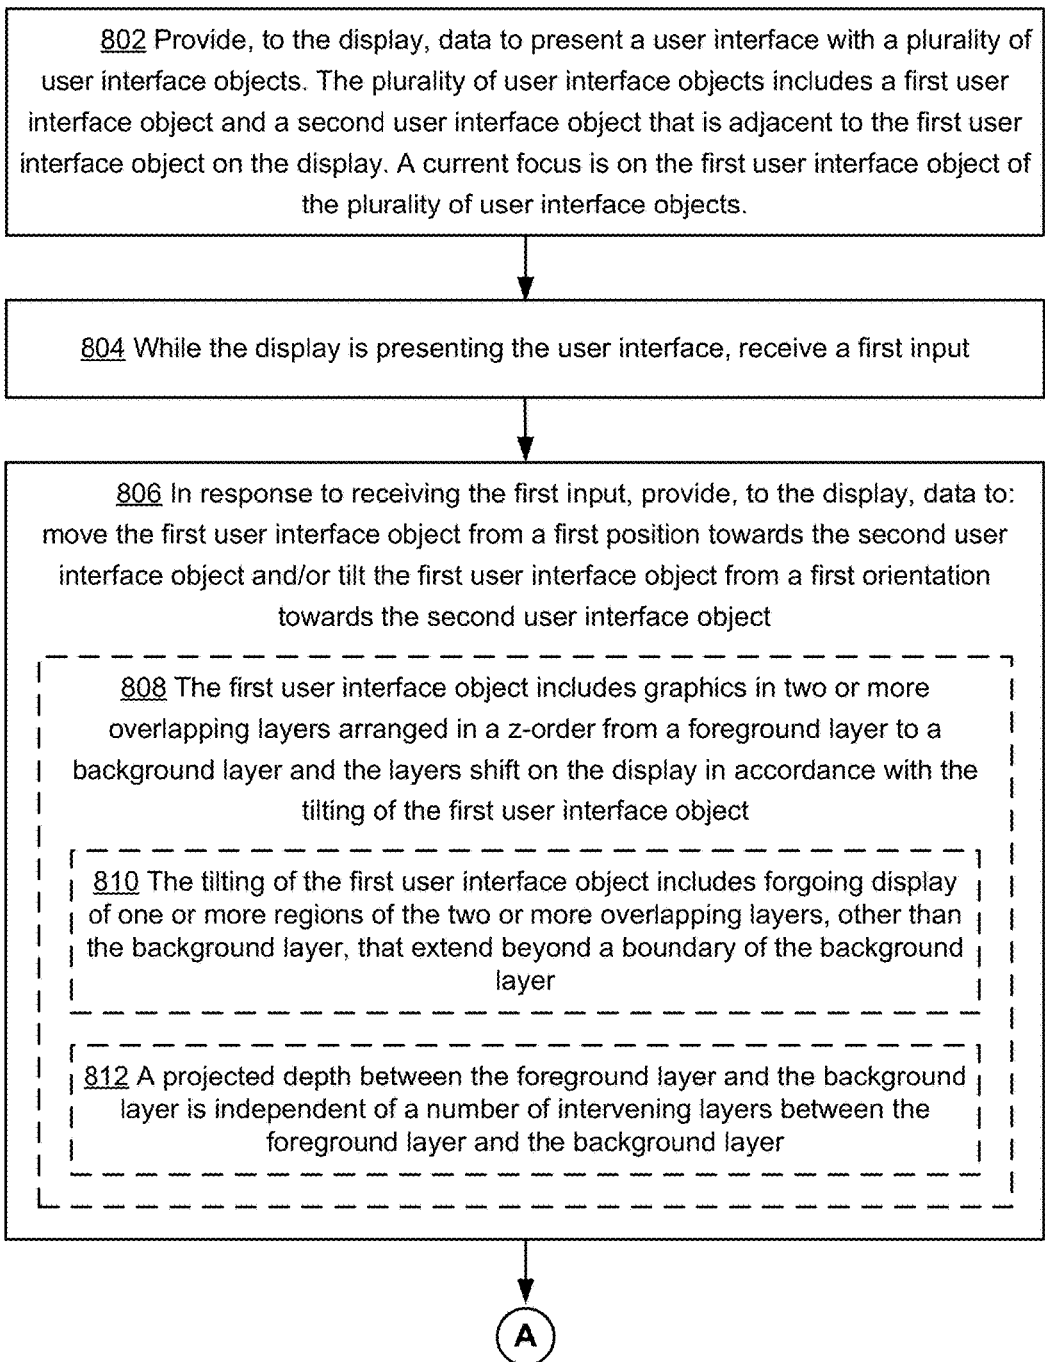 802 Provide, to the display, data to present a user interface with a plurality of
user interface objects. The plurality of user interface objects includes a first user
interface object and a second user interface object that is adjacent to the first user
interface object on the display. A current focus is on the first user interface object of
the plurality of user interface objects.
804 While the display is presenting the user interface, receive a first input
806 In response to receiving the first input, provide, to the display, data to:
move the first user interface object from a first position towards the second user
interface object and/or tilt the first user interface object from a first orientation
towards the second user interface object
808 The first user interface object includes graphics in two or more
overlapping layers arranged in a z-order from a foreground layer to a
background layer and the layers shift on the display in accordance with the
tilting of the first user interface object
810 The tilting of the first user interface object includes forgoing display
of one or more regions of the two or more overlapping layers, other than
the background layer, that extend beyond a boundary of the background
layer
812 A projected depth between the foreground layer and the background
layer is independent of a number of intervening layers between the
foreground layer and the background layer
A